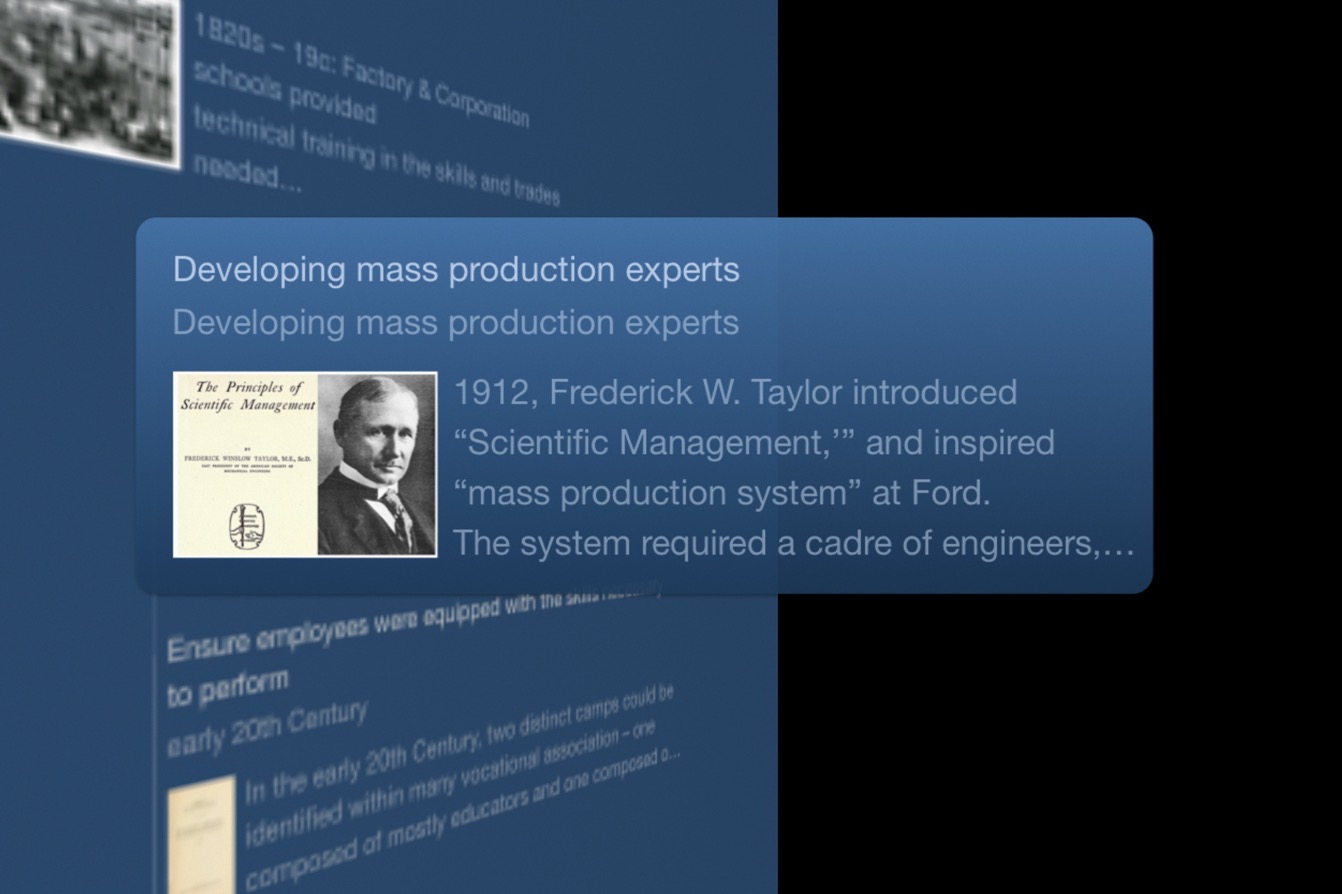 1820s – 19c: Factory & Corporation
schools provided
technical training in the skills and trades
needed...
Developing mass production experts
Developing mass production experts
The Principles of
Scientific Management
BY
FREDERICK WINSLOW TAYLOR, M.E., Sc.D.
PAST PRESIDENT OF THE AMERICAN SOCIETY OF
MECHANICAL ENGINEERS
1912, Frederick W. Taylor introduced
“Scientific Management,’” and inspired
“mass production system” at Ford.
The system required a cadre of engineers,…
Ensure employees were equipped with the skills
to perform
early 20th Century
In the early 20th Century, two distinct camps could be
identified within many vocational association – one
composed of mostly educators and one composed o...